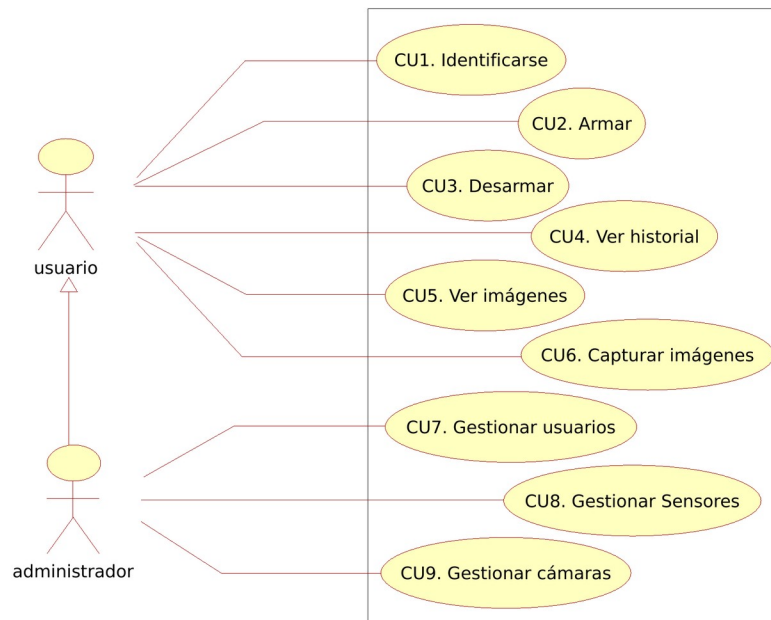 CU1. Identificarse
CU2. Armar
CU3. Desarmar
CU4. Ver historial
usuario
CU5. Ver imágenes
CU6. Capturar imágenes
CU7. Gestionar usuarios
CU8. Gestionar Sensores
administrador
CU9. Gestionar cámaras